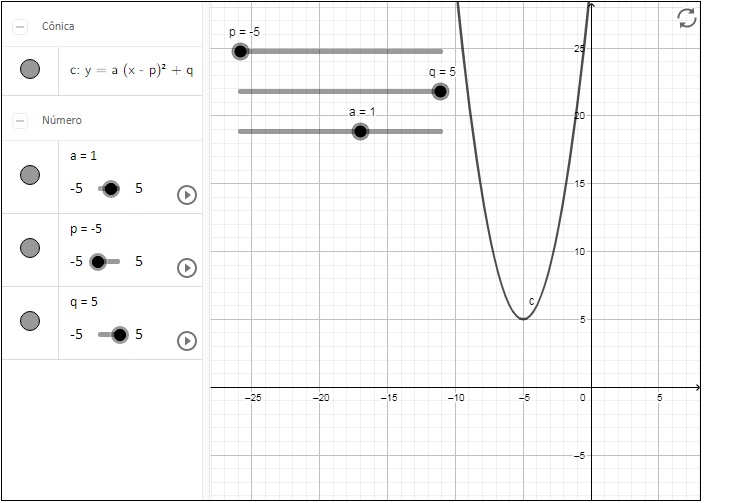 Cônica
c: y = a (x - p)² + q
Número
a = 1
-5 5
p = -5
-5 5
q = 5
-5 5
p = -5
q = 5
a = 1
25
20
15
10
5
c
-25 -20 -15 -10 -5 0 5
-5